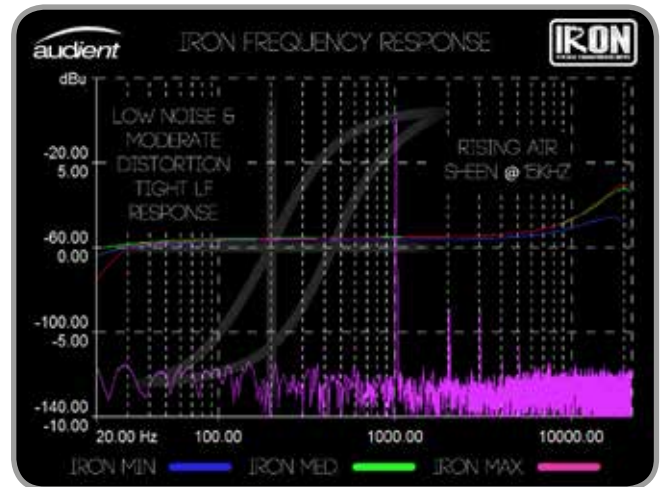 audient
IRON FREQUENCY RESPONSE
IRON
dBu
LOW NOISE &
MODERATE
DISTORTION
TIGHT LF
RESPONSE
RISING AIR
SHEEN @ 15KHZ
-20.00
5.00
-60.00
0.00
-100.00
-5.00
-140.00
-10.00
20.00 Hz 100.00 1000.00 10000.00
IRON MIN IRON MED IRON MAX